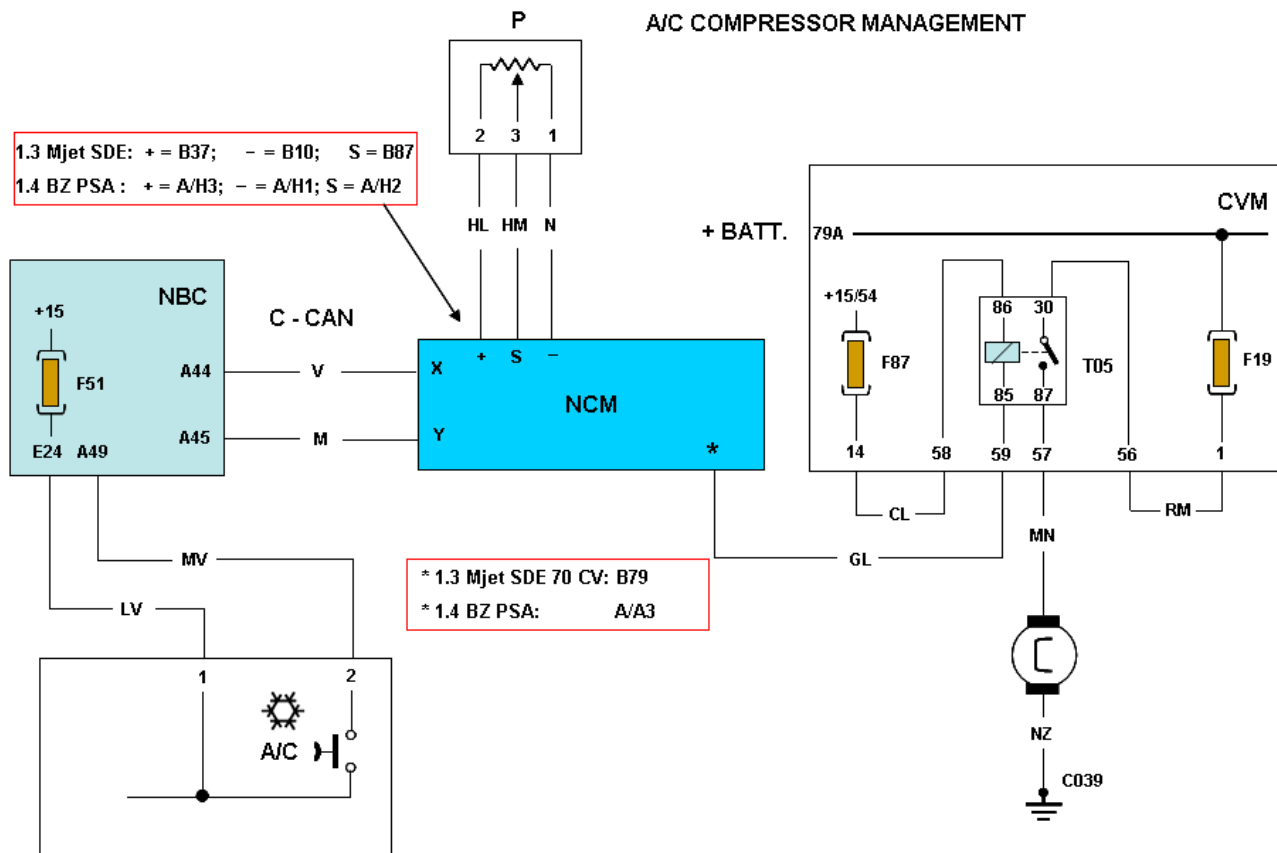 P
A/C COMPRESSOR MANAGEMENT
2 3 1
1.3 Mjet SDE: + = B37; − = B10; S = B87
1.4 BZ PSA : + = A/H3; − = A/H1; S = A/H2
HL HM N
+ BATT.
CVM
79A
NBC
+15
C - CAN
F51
A44
V
A45
M
E24 A49
X
+ S −
NCM
Y
*
+15/54
F87
86 30
T05
85 87
F19
14 58 59 57 56 1
CL
RM
MN
GL
MV
LV
* 1.3 Mjet SDE 70 CV: B79
* 1.4 BZ PSA: A/A3
1 2
A/C
NZ
C039